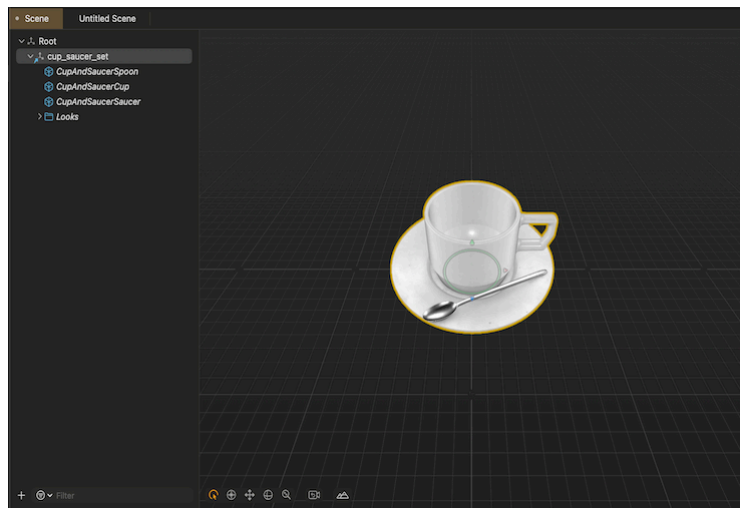 Scene
Untitled Scene
Root
cup_saucer_set
CupAndSaucerSpoon
CupAndSaucerCup
CupAndSaucerSaucer
Looks
Filter